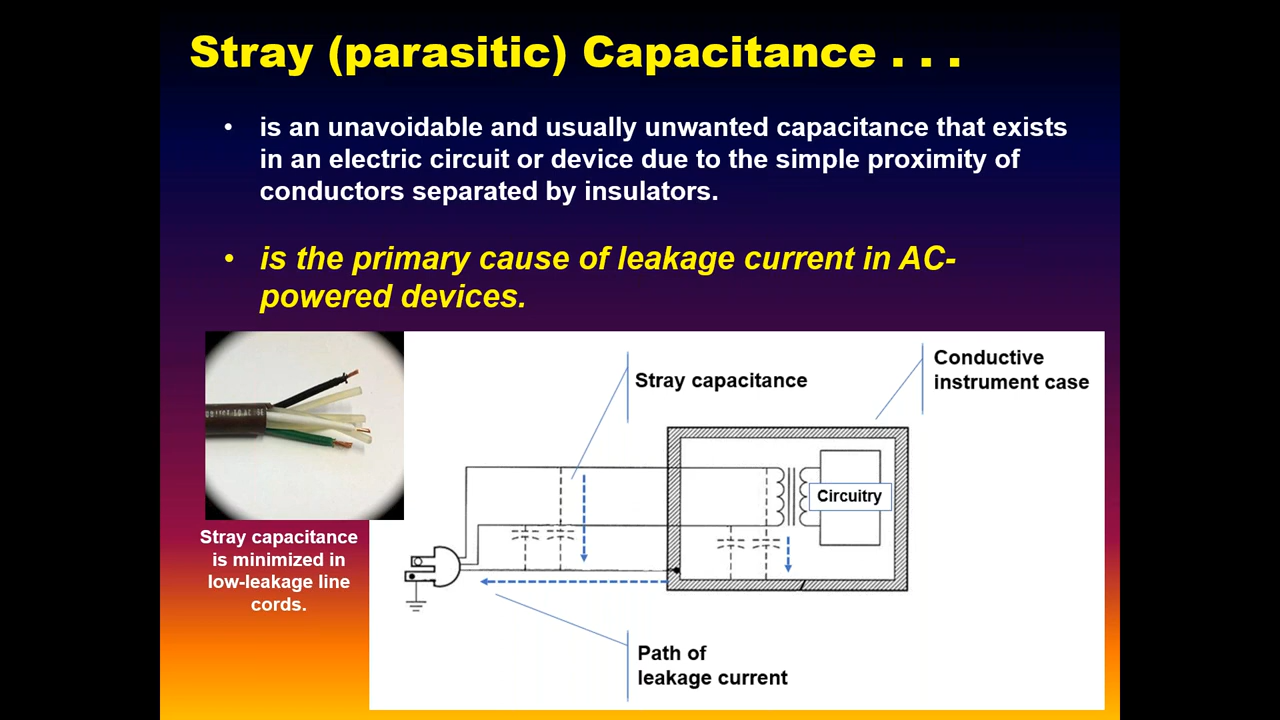 Stray (parasitic) Capacitance . . .
• is an unavoidable and usually unwanted capacitance that exists
in an electric circuit or device due to the simple proximity of
conductors separated by insulators.
• is the primary cause of leakage current in AC-
powered devices.
Stray capacitance
Conductive
instrument case
Circuitry
Stray capacitance
is minimized in
low-leakage line
cords.
Path of
leakage current